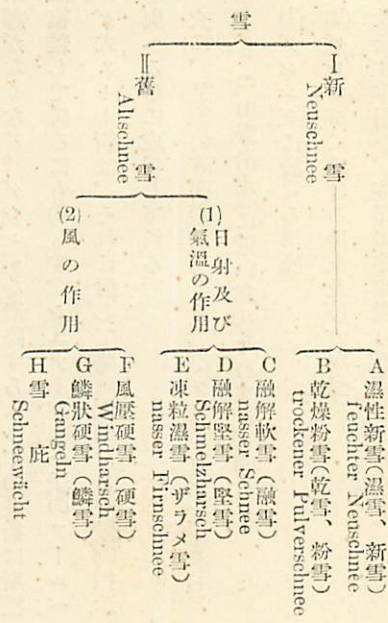 雪
I 新雪
Neuschnee
II 舊雪
Altschnee
(1) 日射及び
氣溫の作用
(2) 風の作用
A 濕性新雪(濕雪、新雪)
feuchter Neuschnee
B 乾燥粉雪(乾雪、粉雪)
trockener Pulverschnee
C 融解軟雪(融雪)
nasser Schnee
D 融解堅雪(堅雪)
Schmelzharsch
E 凍粒濕雪(ザラメ雪)
nasser Firnschnee
F 風壓硬雪(硬雪)
Windharsch
G 鱗狀硬雪(鱗雪)
Gangeln
H 雪庇
Schneewächt